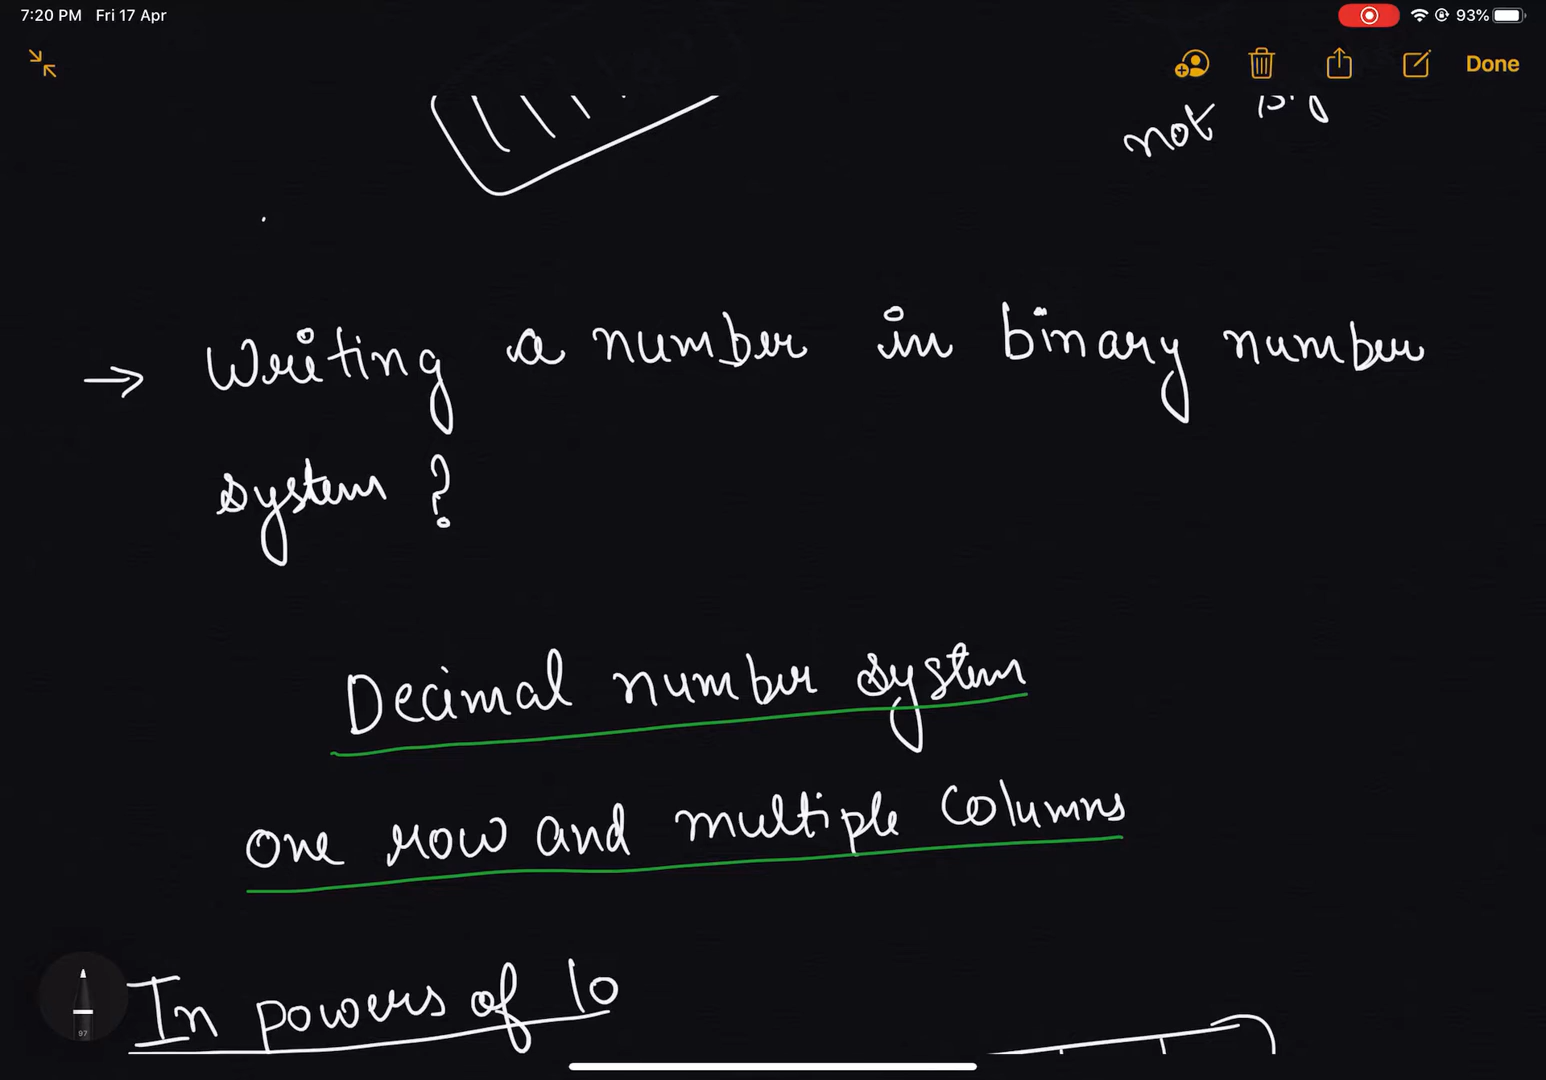 7:20 PM Fri 17 Apr
93%
Done
not
→ Writing a number in binary number
system ?
Decimal number system
one row and multiple columns
In powers of 10
97